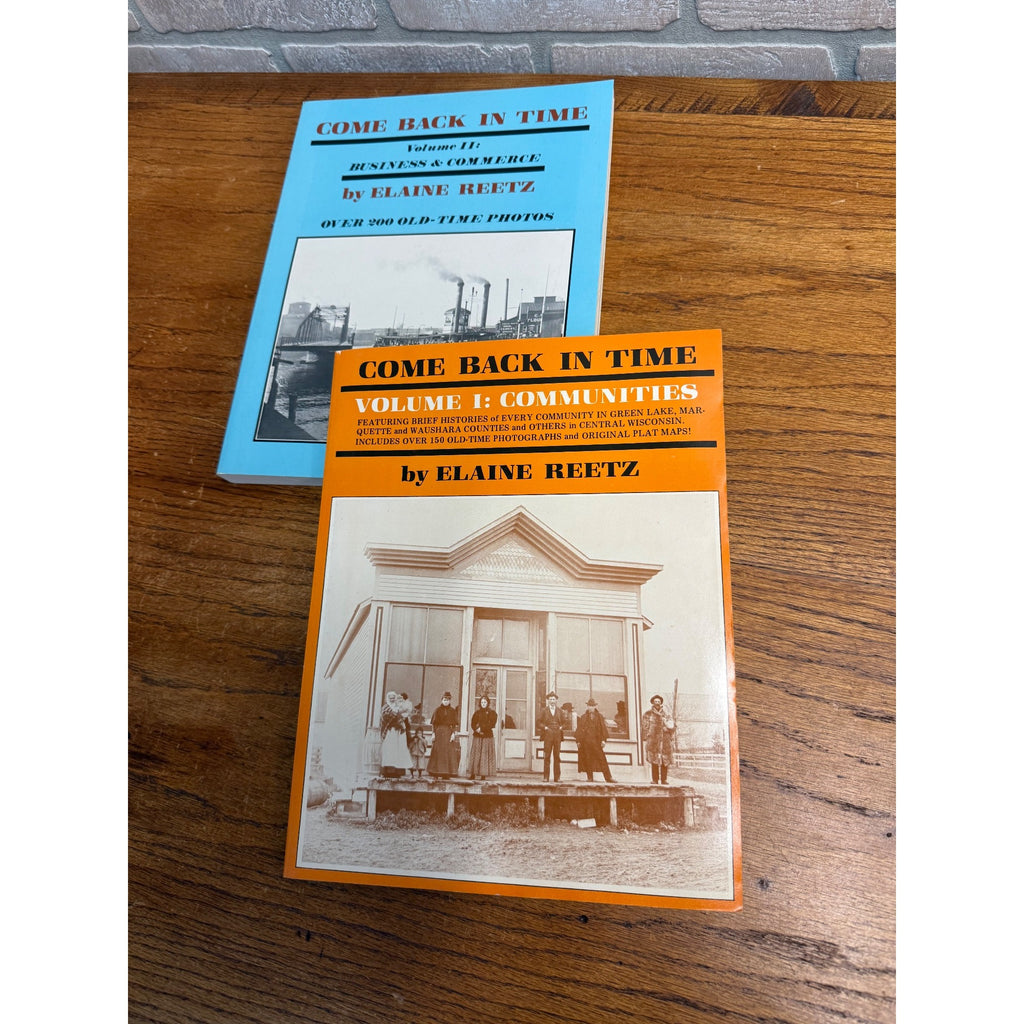 COME BACK IN TIME
Volume II:
BUSINESS & COMMERCE
by ELAINE REETZ
OVER 200 OLD-TIME PHOTOS
COME BACK IN TIME
VOLUME I: COMMUNITIES
FEATURING BRIEF HISTORIES of EVERY COMMUNITY IN GREEN LAKE, MAR-
QUETTE and WAUSHARA COUNTIES and OTHERS in CENTRAL WISCONSIN.
INCLUDES OVER 150 OLD-TIME PHOTOGRAPHS and ORIGINAL PLAT MAPS!
by ELAINE REETZ